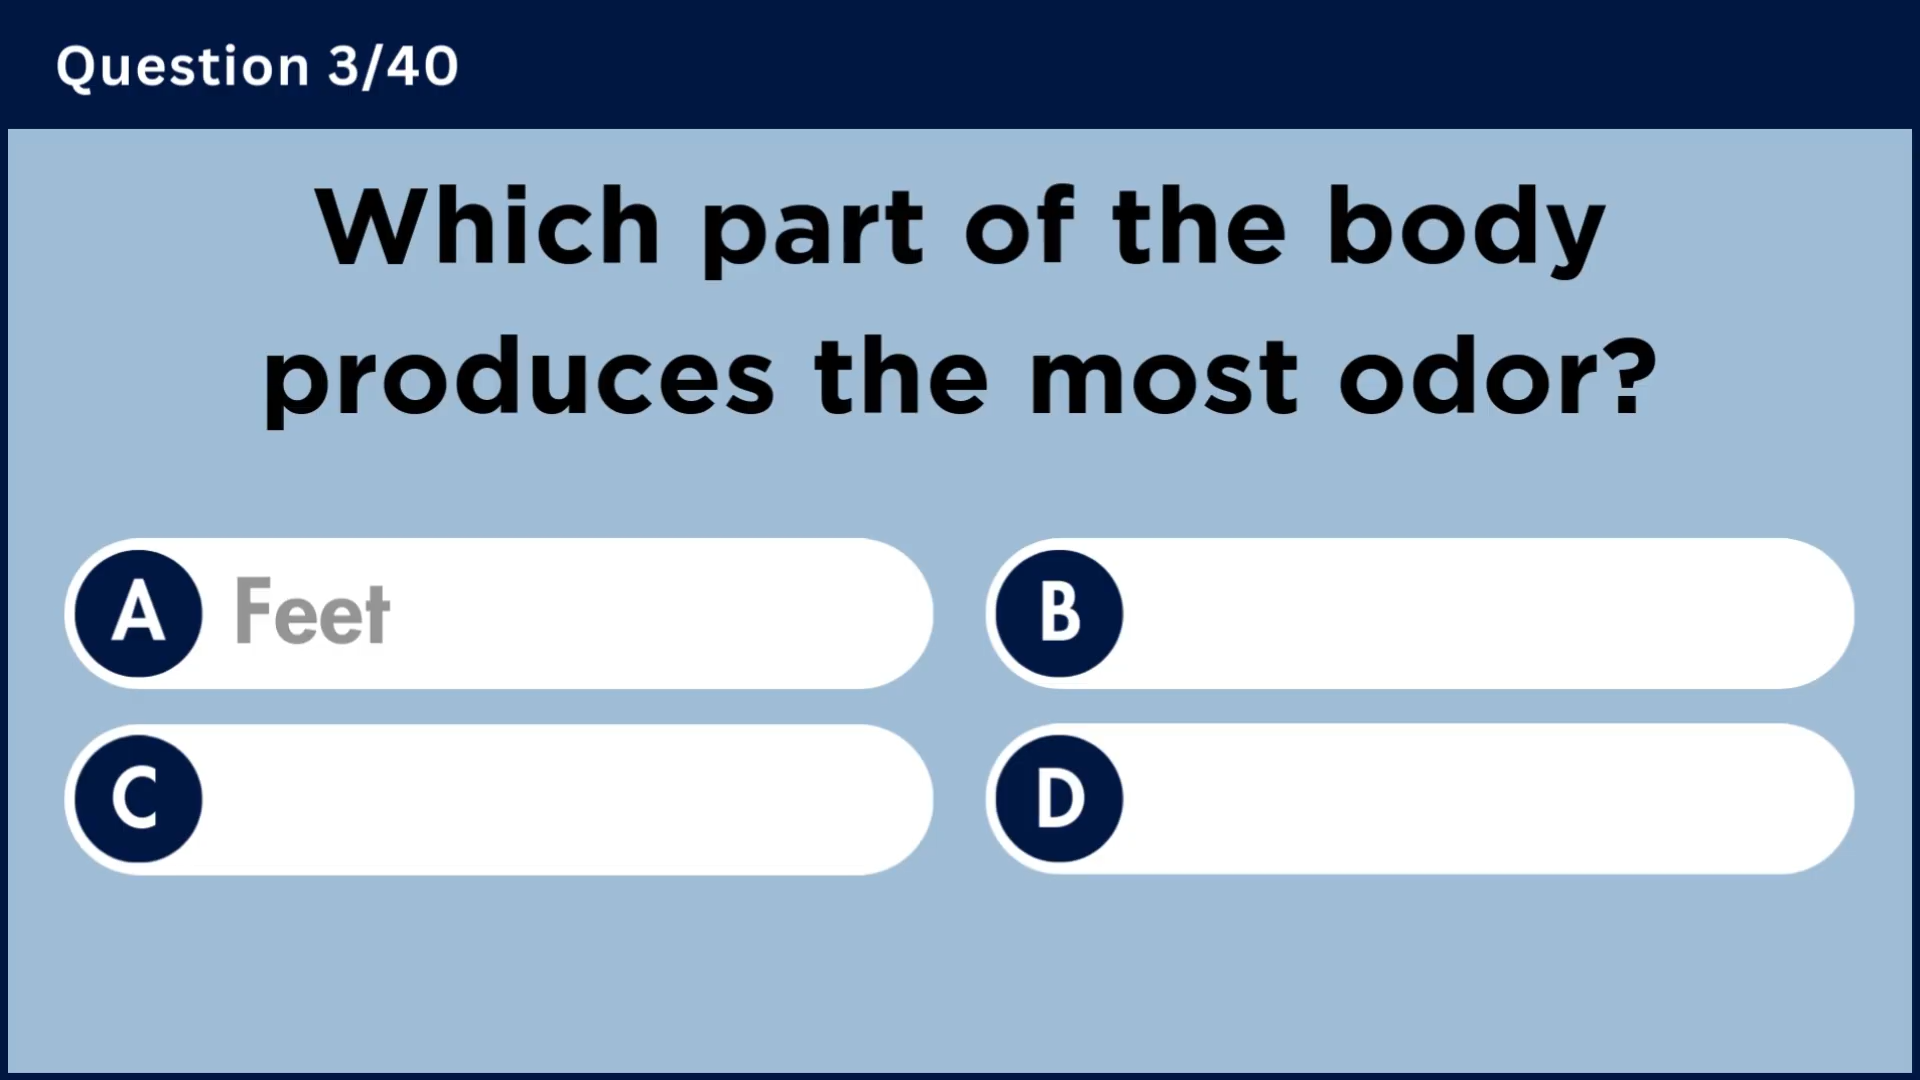 Question 3/40
Which part of the body
produces the most odor?
A Feet
B
C
D